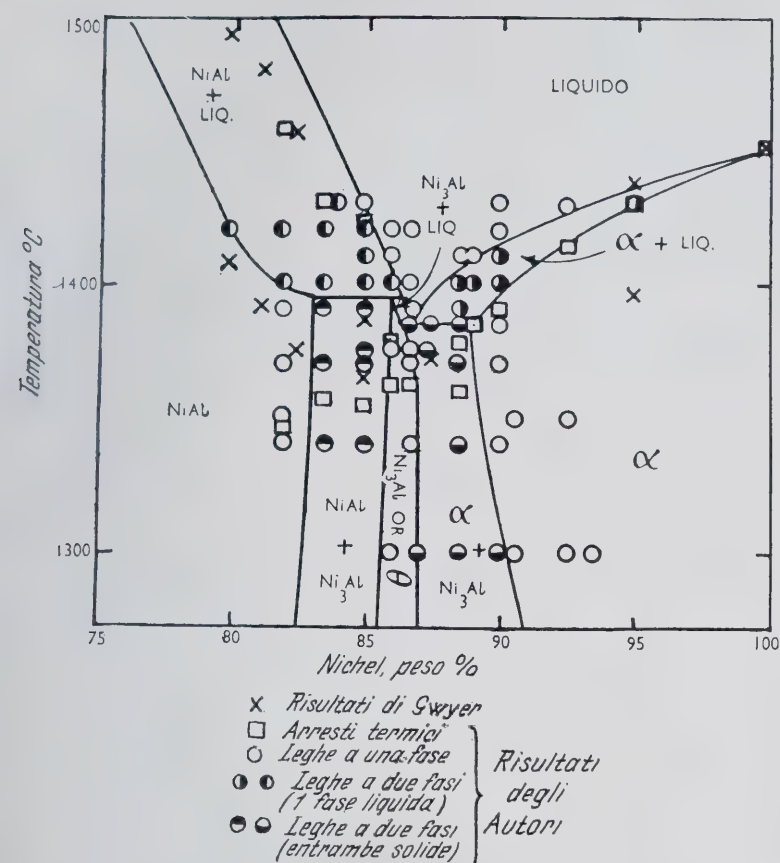 1500
NiAl
+
LIQ.
LIQUIDO
Ni3Al
+
LIQ
α + LIQ.
1400
Temperatura °C
NiAl
α
NiAl
+
Ni3Al
Ni3Al OR
θ
α
+
Ni3Al
1300
75
80
85
90
95
100
Nichel, peso %
Risultati di Gwyer
Arresti termici
Leghe a una fase
Leghe a due fasi
(1 fase liquida)
Leghe a due fasi
(entrambe solide)
Risultati
degli
Autori